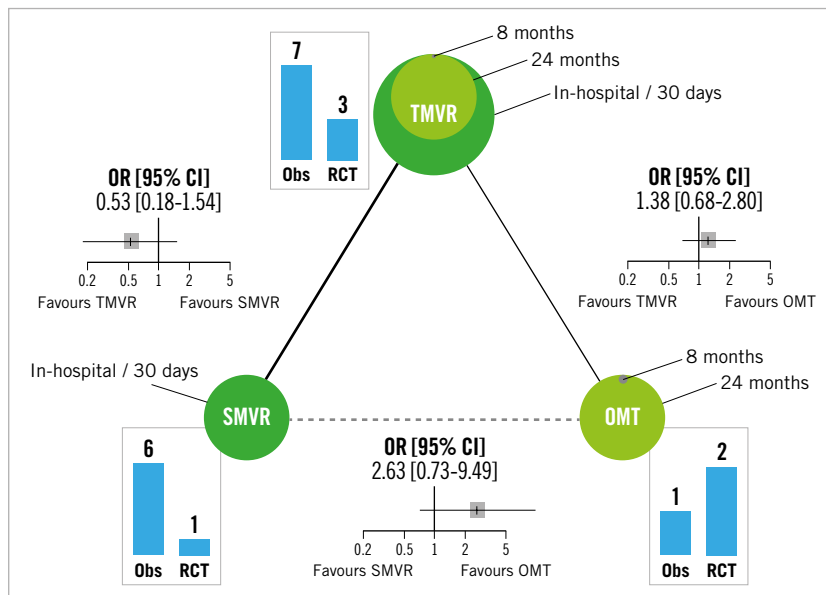 8 months
24 months
In-hospital / 30 days
TMVR
7
3
Obs RCT
OR [95% CI]
0.53 [0.18–1.54]
0.2 0.5 1 2 5
Favours TMVR Favours SMVR
OR [95% CI]
1.38 [0.68–2.80]
0.2 0.5 1 2 5
Favours TMVR Favours OMT
In-hospital / 30 days
SMVR
8 months
24 months
OMT
6
1
Obs RCT
OR [95% CI]
2.63 [0.73–9.49]
0.2 0.5 1 2 5
Favours SMVR Favours OMT
1
2
Obs RCT